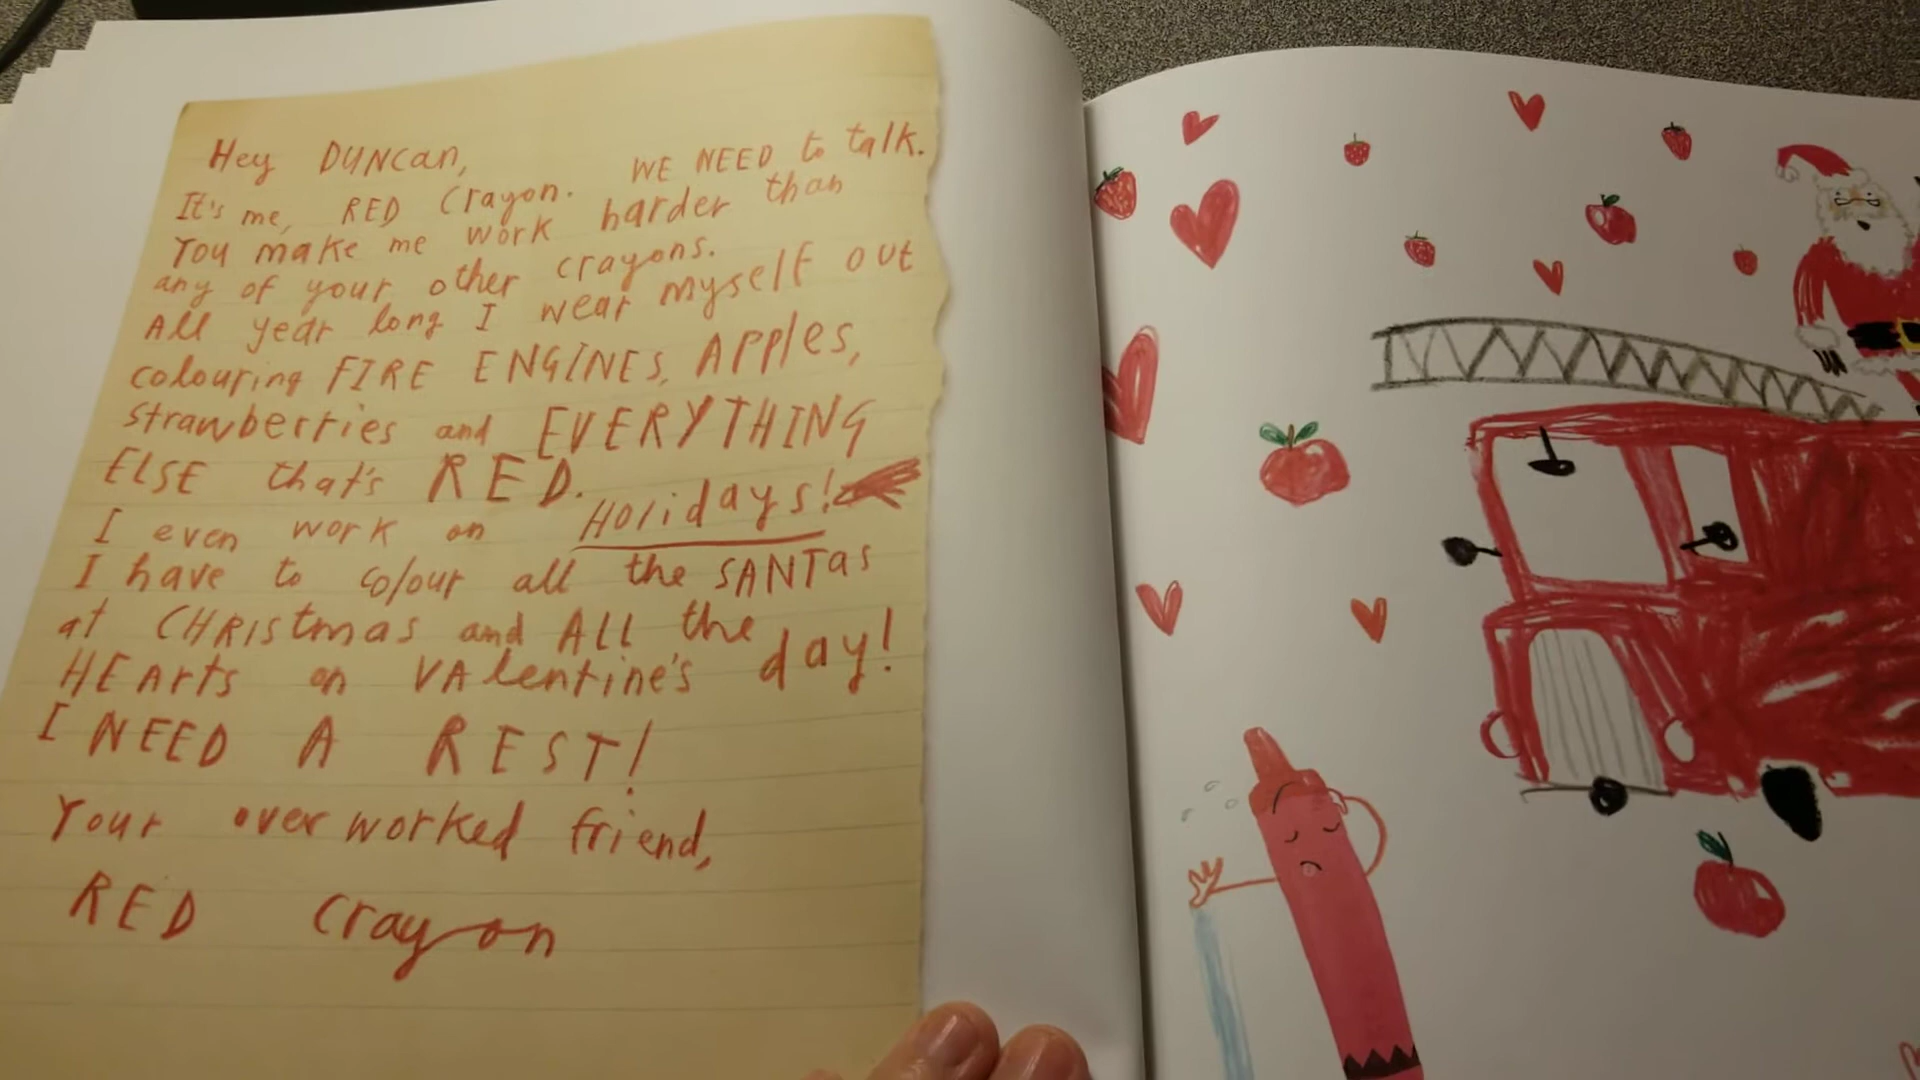 Hey DUNCan,
WE NEED to talk.
It's me, RED Crayon.
You make me work harder than
any of your other crayons.
All year long I wear myself out
colouring FIRE ENGINES, APPles,
strawberries and EVERYTHING
ELSE that's RED.
I even work on Holidays!
I have to colour all the SANTas
at CHRIStmas and ALL the
HEArts on VAlentine's day!
I NEED A REST!
Your overworked friend,
RED Crayon